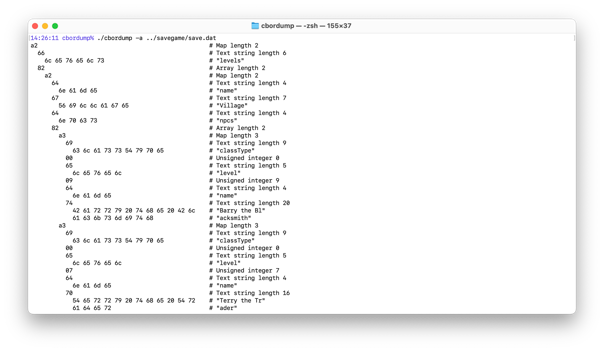 cbordump — -zsh — 155×37
[14:26:11 cbordump% ./cbordump -a ../savegame/save.dat
a2 # Map length 2
66 # Text string length 6
6c 65 76 65 6c 73 # "levels"
82 # Array length 2
a2 # Map length 2
64 # Text string length 4
6e 61 6d 65 # "name"
67 # Text string length 7
56 69 6c 6c 61 67 65 # "Village"
64 # Text string length 4
6e 70 63 73 # "npcs"
82 # Array length 2
a3 # Map length 3
69 # Text string length 9
63 6c 61 73 73 54 79 70 65 # "classType"
00 # Unsigned integer 0
65 # Text string length 5
6c 65 76 65 6c # "level"
09 # Unsigned integer 9
64 # Text string length 4
6e 61 6d 65 # "name"
74 # Text string length 20
42 61 72 72 79 20 74 68 65 20 42 6c # "Barry the Bl"
61 63 6b 73 6d 69 74 68 # "acksmith"
a3 # Map length 3
69 # Text string length 9
63 6c 61 73 73 54 79 70 65 # "classType"
00 # Unsigned integer 0
65 # Text string length 5
6c 65 76 65 6c # "level"
07 # Unsigned integer 7
64 # Text string length 4
6e 61 6d 65 # "name"
70 # Text string length 16
54 65 72 72 79 20 74 68 65 20 54 72 # "Terry the Tr"
61 64 65 72 # "ader"